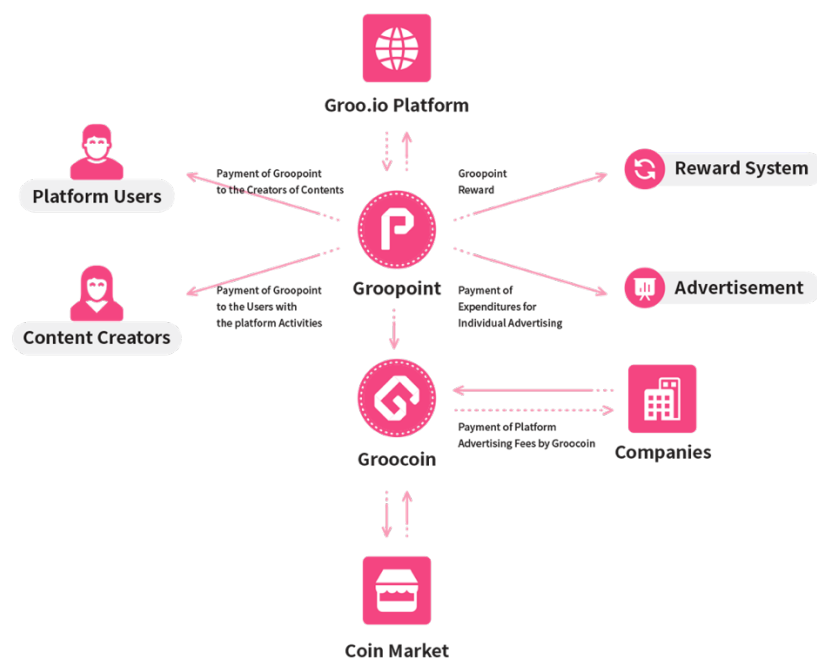 Groo.io Platform
Platform Users
Payment of Groopoint
to the Creators of Contents
Groopoint
Reward
Reward System
Groopoint
Content Creators
Payment of Groopoint
to the Users with
the platform Activities
Payment of
Expenditures for
Individual Advertising
Advertisement
Groocoin
Payment of Platform
Advertising Fees by Groocoin
Companies
Coin Market